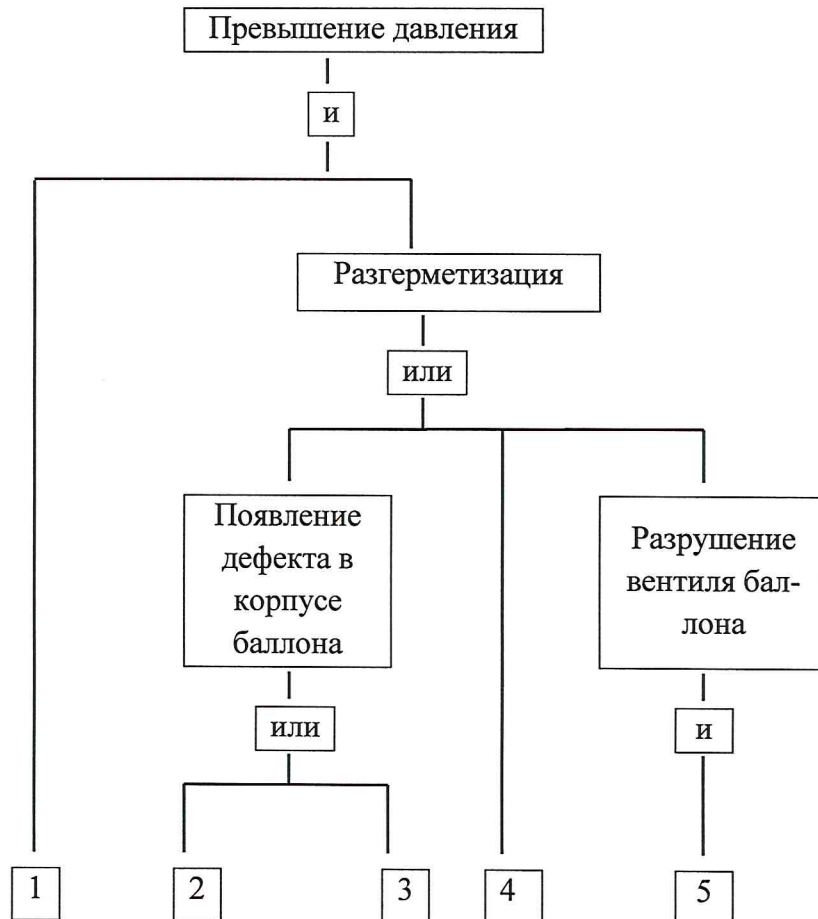 Превышение давления
и
Разгерметизация
или
Появление
дефекта в
корпусе
баллона
Разрушение
вентиля бал-
лона
или
и
1
2
3
4
5